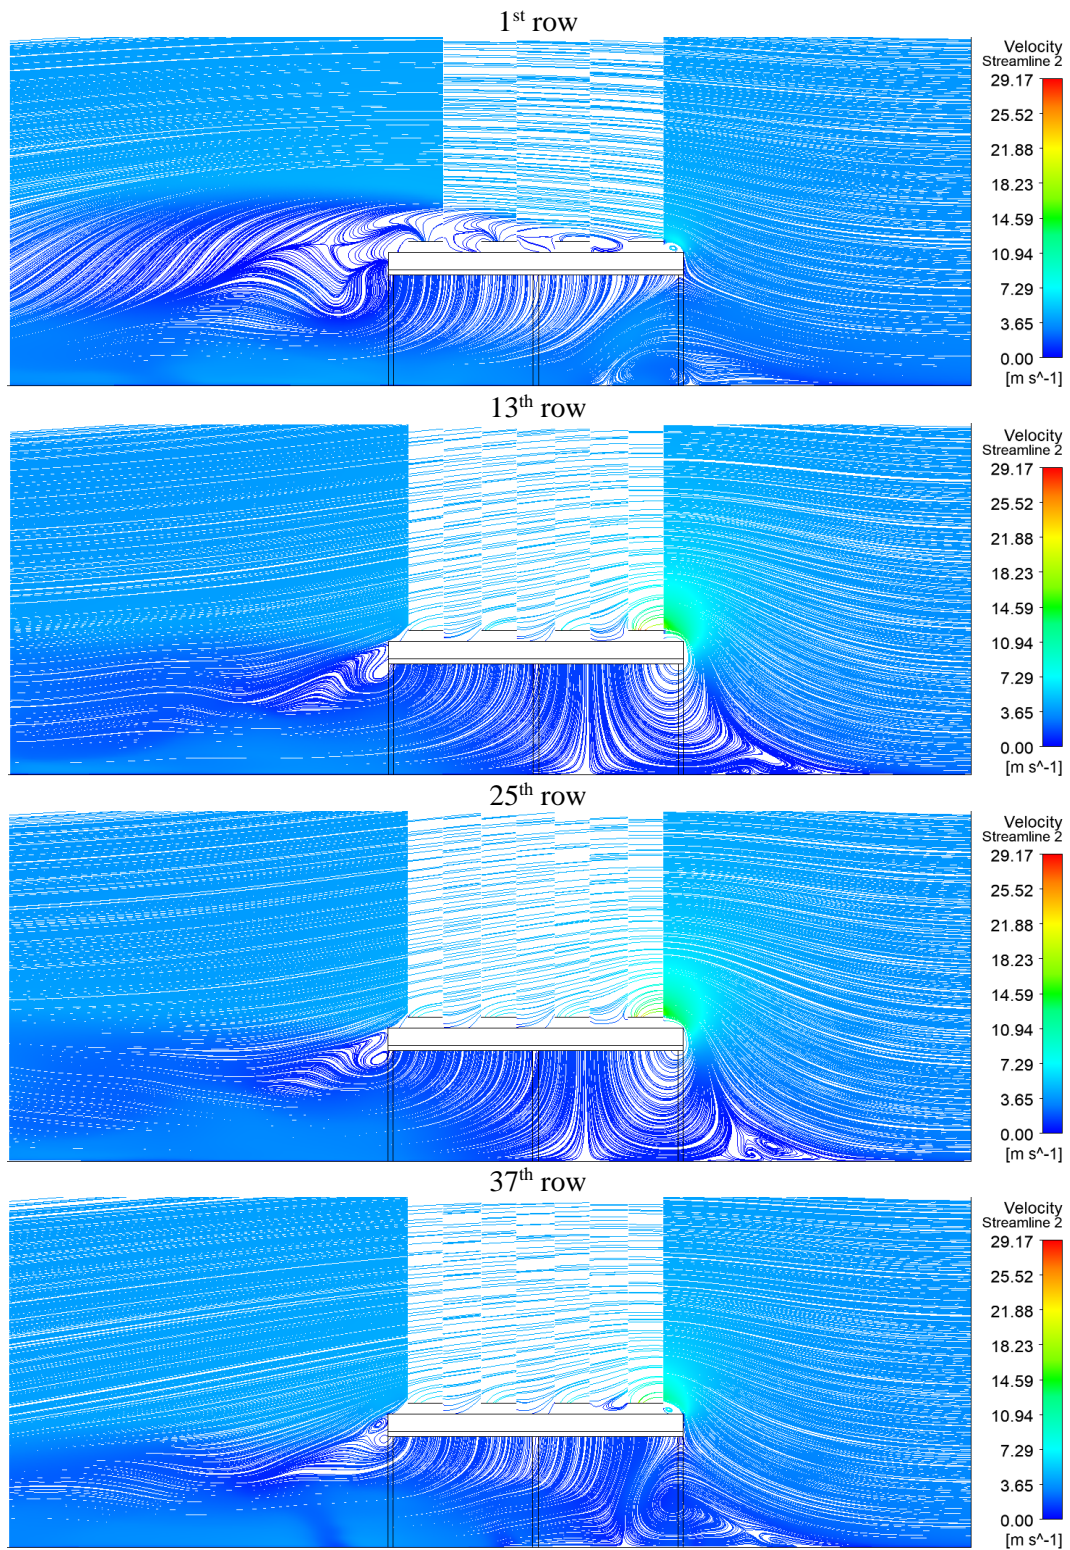 1st row
Velocity
Streamline 2
29.17
25.52
21.88
18.23
14.59
10.94
7.29
3.65
0.00
[m s^-1]
13th row
Velocity
Streamline 2
29.17
25.52
21.88
18.23
14.59
10.94
7.29
3.65
0.00
[m s^-1]
25th row
Velocity
Streamline 2
29.17
25.52
21.88
18.23
14.59
10.94
7.29
3.65
0.00
[m s^-1]
37th row
Velocity
Streamline 2
29.17
25.52
21.88
18.23
14.59
10.94
7.29
3.65
0.00
[m s^-1]